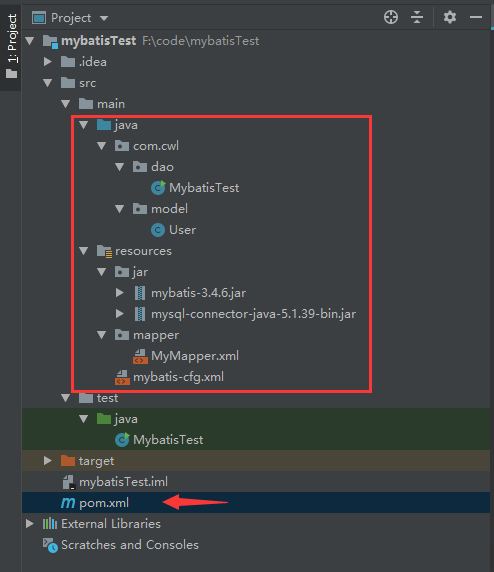 1: Project
Project
mybatisTest F:\code\mybatisTest
.idea
src
main
java
com.cwl
dao
MybatisTest
model
User
resources
jar
mybatis-3.4.6.jar
mysql-connector-java-5.1.39-bin.jar
mapper
MyMapper.xml
mybatis-cfg.xml
test
java
MybatisTest
target
mybatisTest.iml
pom.xml
External Libraries
Scratches and Consoles